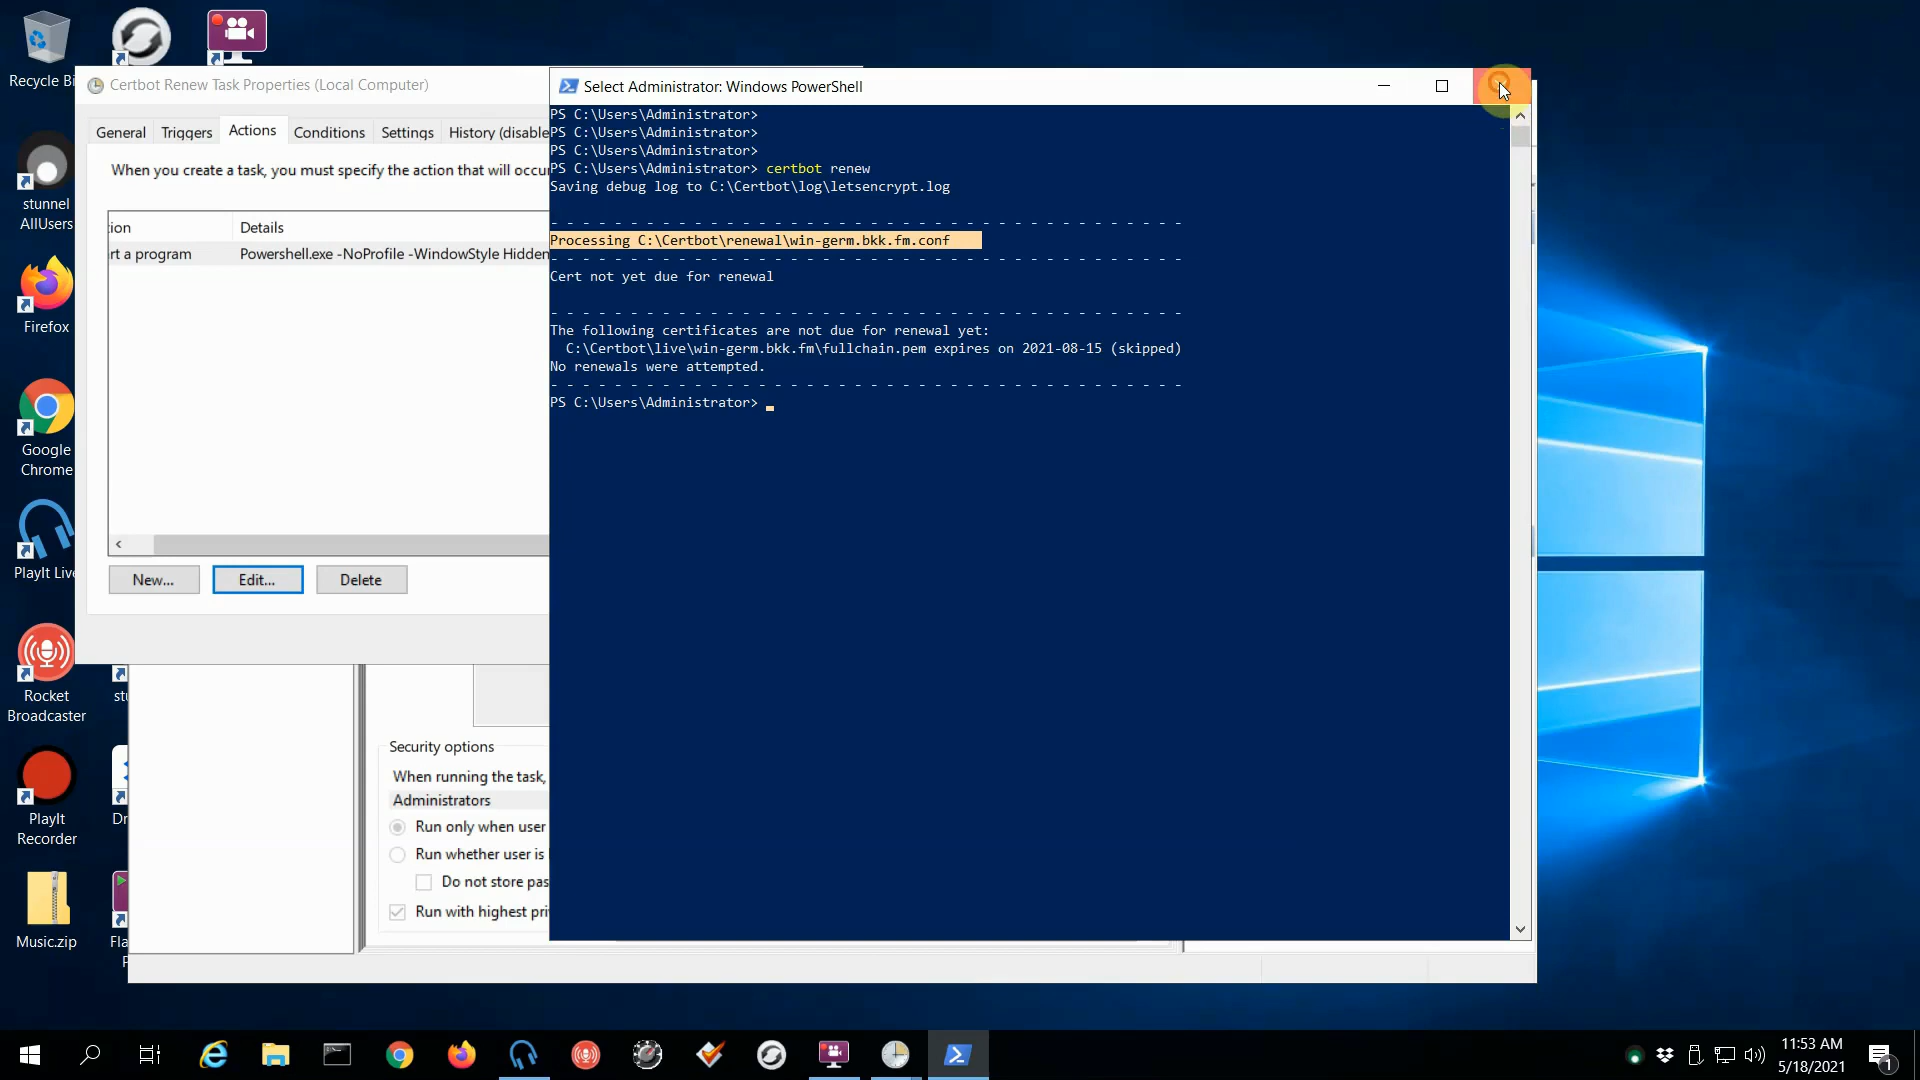 Recycle Bi
stunnel
AllUsers
Firefox
Google
Chrome
PlayIt Live
Rocket
Broadcaster
PlayIt
Recorder
Music.zip
stu
Dr
Fla
P
Certbot Renew Task Properties (Local Computer)
General
Triggers
Actions
Conditions
Settings
History (disable
When you create a task, you must specify the action that will occu
ion
Details
rt a program
Powershell.exe -NoProfile -WindowStyle Hidden
New...
Edit...
Delete
Security options
When running the task,
Administrators
Run only when user
Run whether user is l
Do not store pas
Run with highest pri
Select Administrator: Windows PowerShell
PS C:\Users\Administrator>
PS C:\Users\Administrator>
PS C:\Users\Administrator>
PS C:\Users\Administrator> certbot renew
Saving debug log to C:\Certbot\log\letsencrypt.log
- - - - - - - - - - - - - - - - - - - - - - - - - - - - - - - - - - - - - - - -
Processing C:\Certbot\renewal\win-germ.bkk.fm.conf
- - - - - - - - - - - - - - - - - - - - - - - - - - - - - - - - - - - - - - - -
Cert not yet due for renewal
- - - - - - - - - - - - - - - - - - - - - - - - - - - - - - - - - - - - - - - -
The following certificates are not due for renewal yet:
C:\Certbot\live\win-germ.bkk.fm\fullchain.pem expires on 2021-08-15 (skipped)
No renewals were attempted.
- - - - - - - - - - - - - - - - - - - - - - - - - - - - - - - - - - - - - - - -
PS C:\Users\Administrator>
11:53 AM
5/18/2021
1